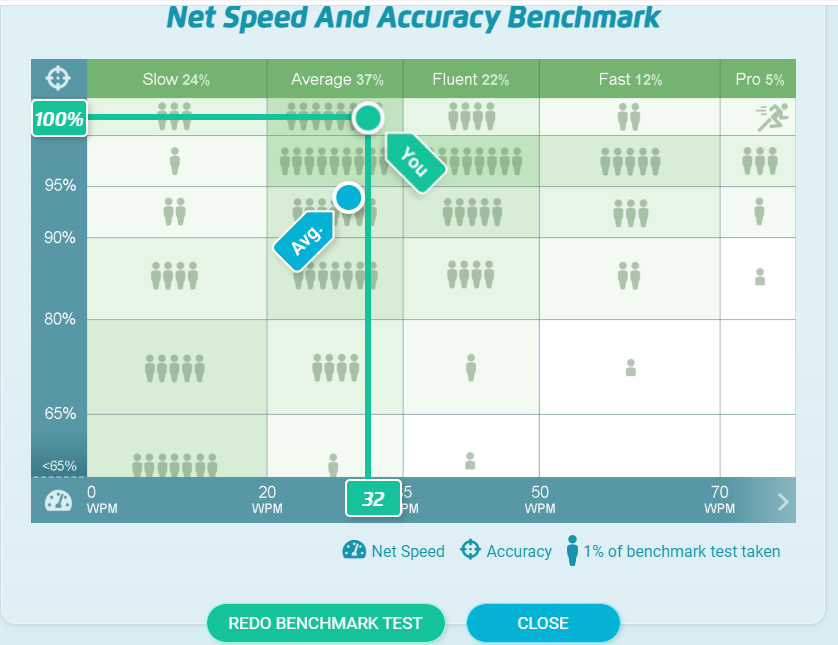 Net Speed And Accuracy Benchmark
Slow 24% Average 37% Fluent 22% Fast 12% Pro 5%
100%
You
95%
Avg.
90%
80%
65%
<65%
0 20 32 5 50 70
WPM WPM PM WPM WPM
Net Speed Accuracy 1% of benchmark test taken
REDO BENCHMARK TEST CLOSE